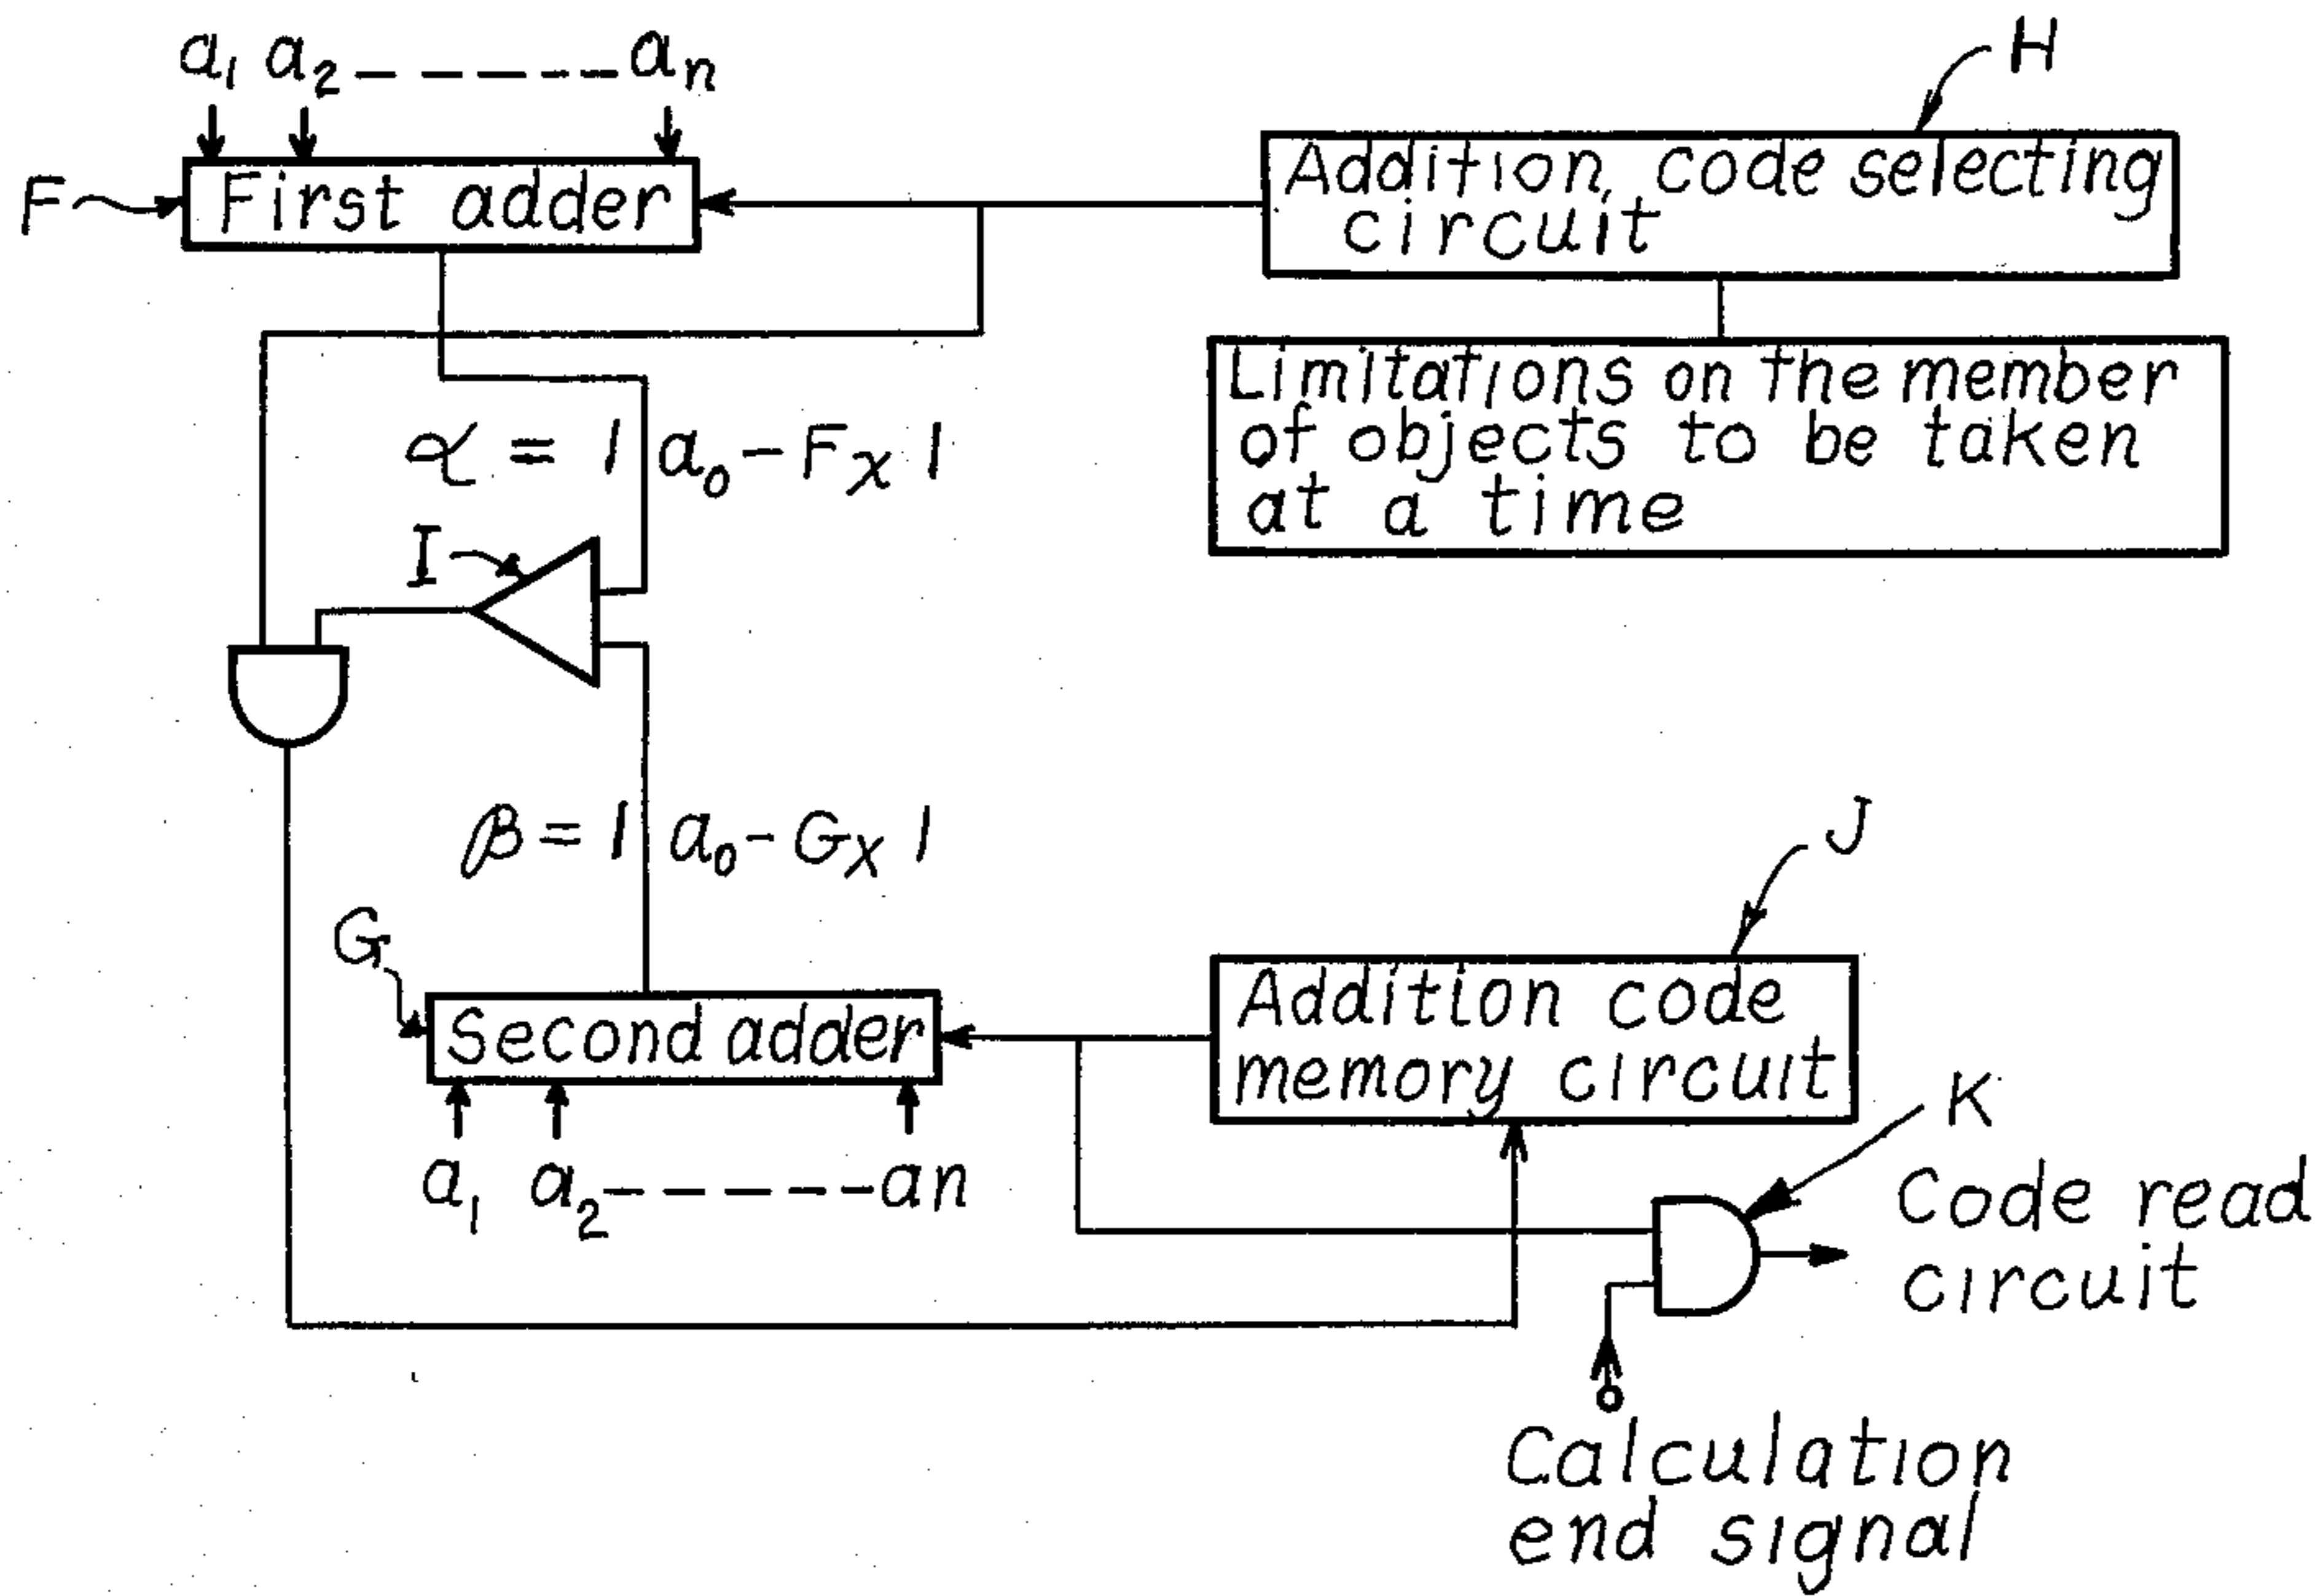 a₁ a₂ ------ aₙ
H
F
First adder
Addition code selecting
circuit
Limitations on the member
of objects to be taken
at a time
α = | a₀ - Fx |
I
β = | a₀ - Gx |
J
G
Second adder
Addition code
memory circuit
K
a₁ a₂ ----- an
Code read
circuit
Calculation
end signal